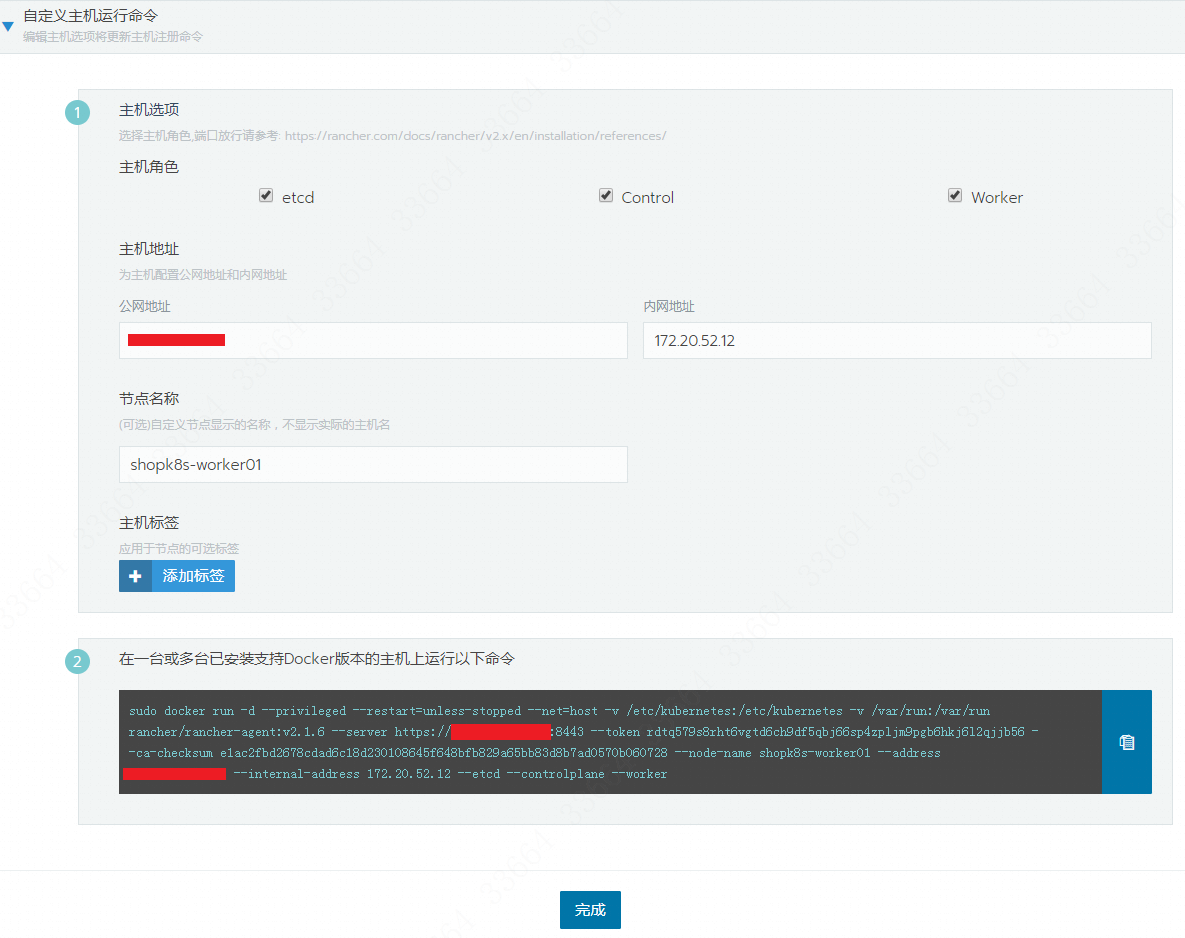 自定义主机运行命令
编辑主机选项将更新主机注册命令
1
主机选项
选择主机角色,端口放行请参考: https://rancher.com/docs/rancher/v2.x/en/installation/references/
主机角色
etcd Control Worker
主机地址
为主机配置公网地址和内网地址
公网地址 内网地址
172.20.52.12
节点名称
(可选)自定义节点显示的名称，不显示实际的主机名
shopk8s-worker01
主机标签
应用于节点的可选标签
+ 添加标签
2
在一台或多台已安装支持Docker版本的主机上运行以下命令
sudo docker run -d --privileged --restart=unless-stopped --net=host -v /etc/kubernetes:/etc/kubernetes -v /var/run:/var/run
rancher/rancher-agent:v2.1.6 --server https:// :8443 --token rdtq579s8rht6vgtd6ch9df5qbj66sp4zpljm9pgb6hkj6l2qjjb56 -
-ca-checksum e1ac2fbd2678cdad6c18d230108645f648bfb829a65bb83d8b7ad0570b060728 --node-name shopk8s-worker01 --address
--internal-address 172.20.52.12 --etcd --controlplane --worker
完成
33664